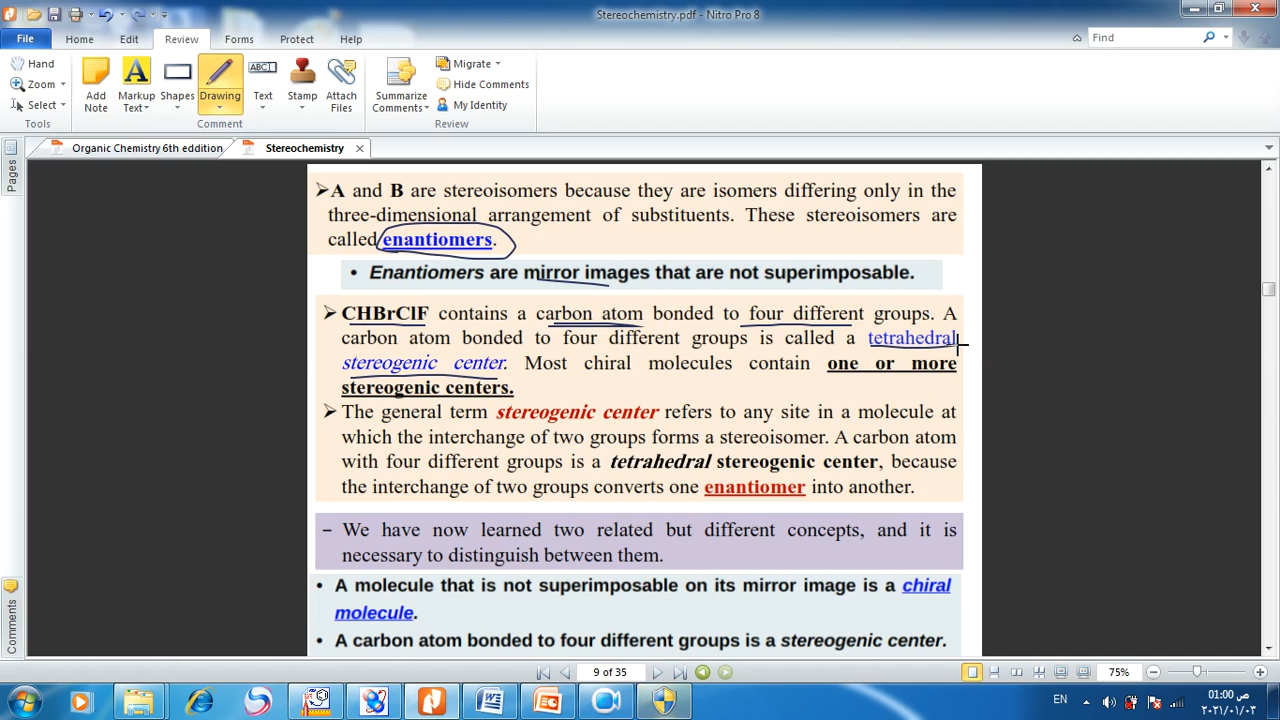 Stereochemistry.pdf - Nitro Pro 8
File Home Edit Review Forms Protect Help Find
Hand
Zoom
Select
Tools
Add Note
Markup Text
Shapes
Drawing
ABC
Text
Stamp
Attach Files
Comment
Summarize Comments
Migrate
Hide Comments
My Identity
Review
Organic Chemistry 6th eddition Stereochemistry
Pages
➢A and B are stereoisomers because they are isomers differing only in the
three-dimensional arrangement of substituents. These stereoisomers are
called enantiomers.
• Enantiomers are mirror images that are not superimposable.
➢ CHBrClF contains a carbon atom bonded to four different groups. A
carbon atom bonded to four different groups is called a tetrahedral
stereogenic center. Most chiral molecules contain one or more
stereogenic centers.
➢ The general term stereogenic center refers to any site in a molecule at
which the interchange of two groups forms a stereoisomer. A carbon atom
with four different groups is a tetrahedral stereogenic center, because
the interchange of two groups converts one enantiomer into another.
– We have now learned two related but different concepts, and it is
necessary to distinguish between them.
• A molecule that is not superimposable on its mirror image is a chiral
molecule.
• A carbon atom bonded to four different groups is a stereogenic center.
Comments
9 of 35
75%
EN
01:00 ص
٢٠٢١/٠١/٠٣